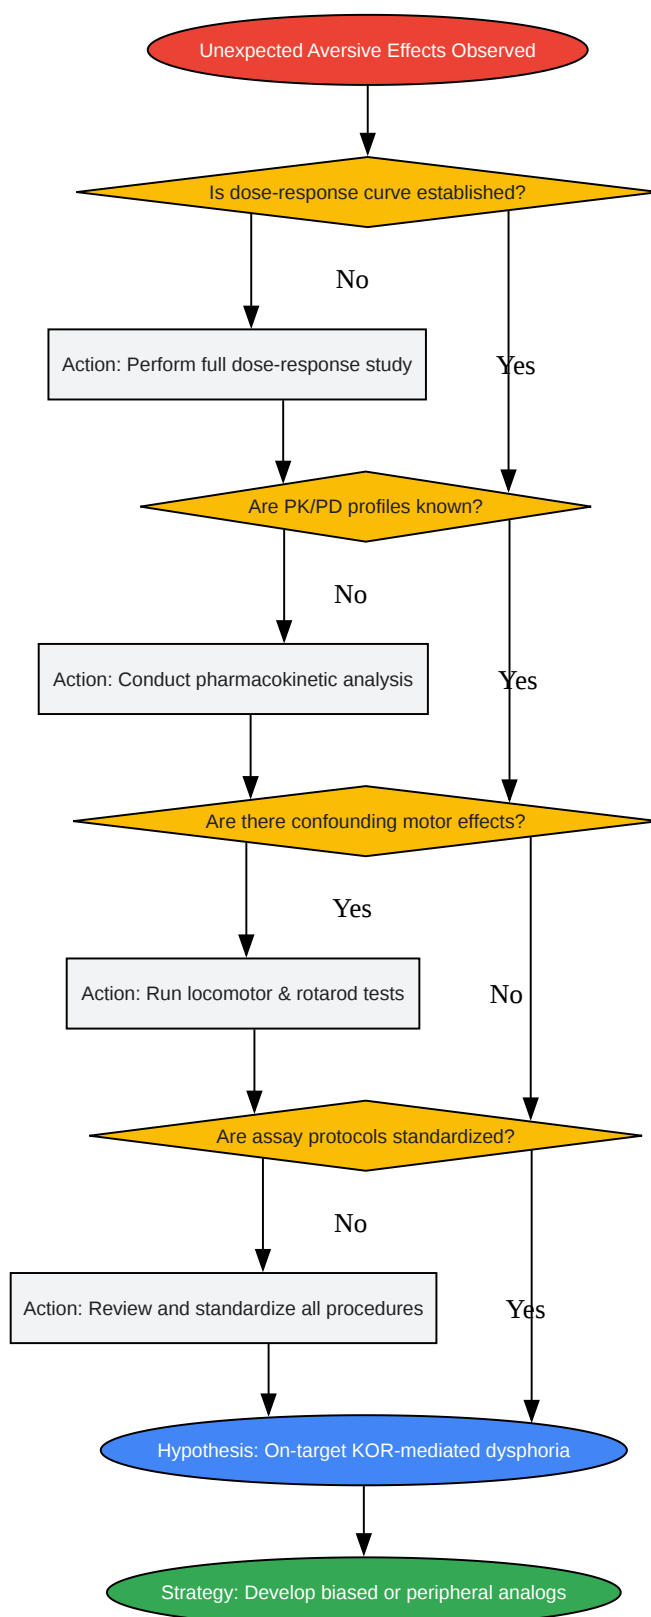 Unexpected Aversive Effects Observed
Is dose-response curve established?
No
Action: Perform full dose-response study
Yes
Are PK/PD profiles known?
No
Action: Conduct pharmacokinetic analysis
Yes
Are there confounding motor effects?
Yes
Action: Run locomotor & rotarod tests
No
Are assay protocols standardized?
No
Action: Review and standardize all procedures
Yes
Hypothesis: On-target KOR-mediated dysphoria
Strategy: Develop biased or peripheral analogs